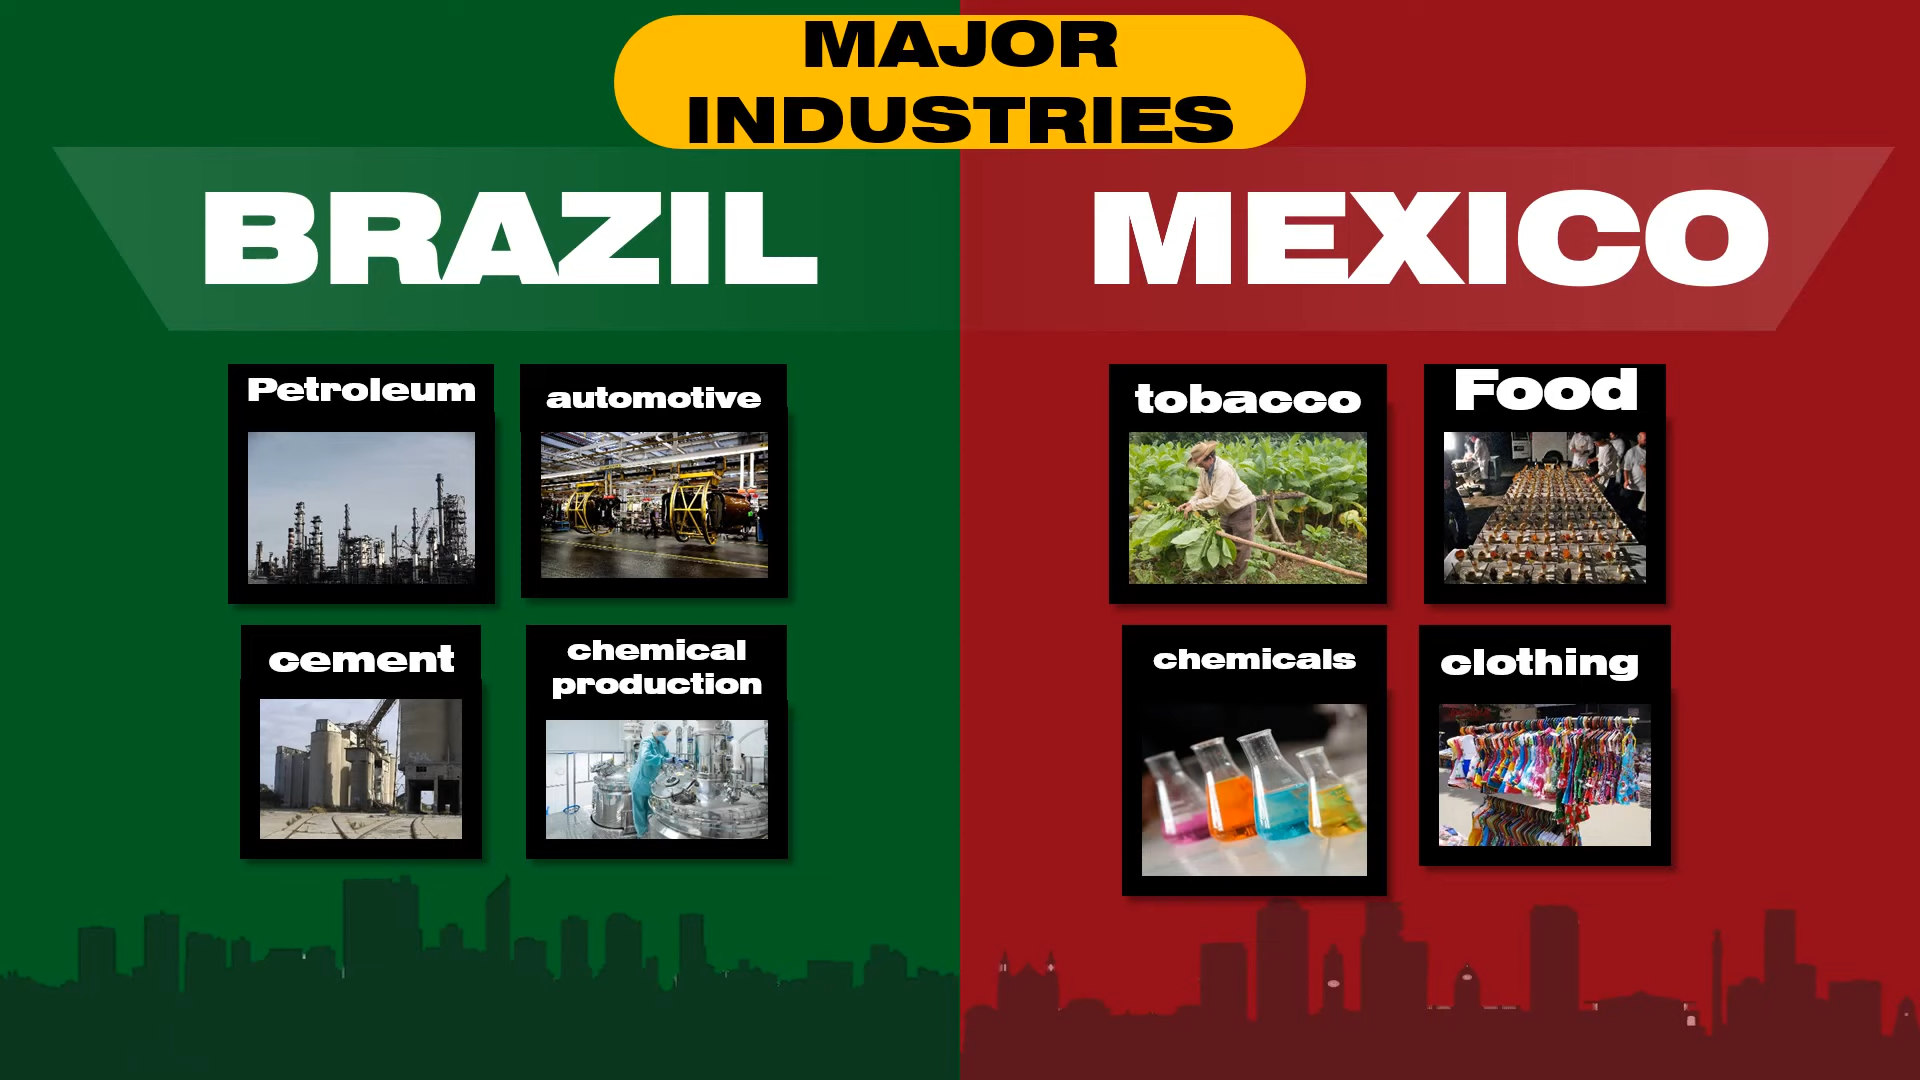 MAJOR
INDUSTRIES
BRAZIL
MEXICO
Petroleum
automotive
tobacco
Food
cement
chemical
production
chemicals
clothing